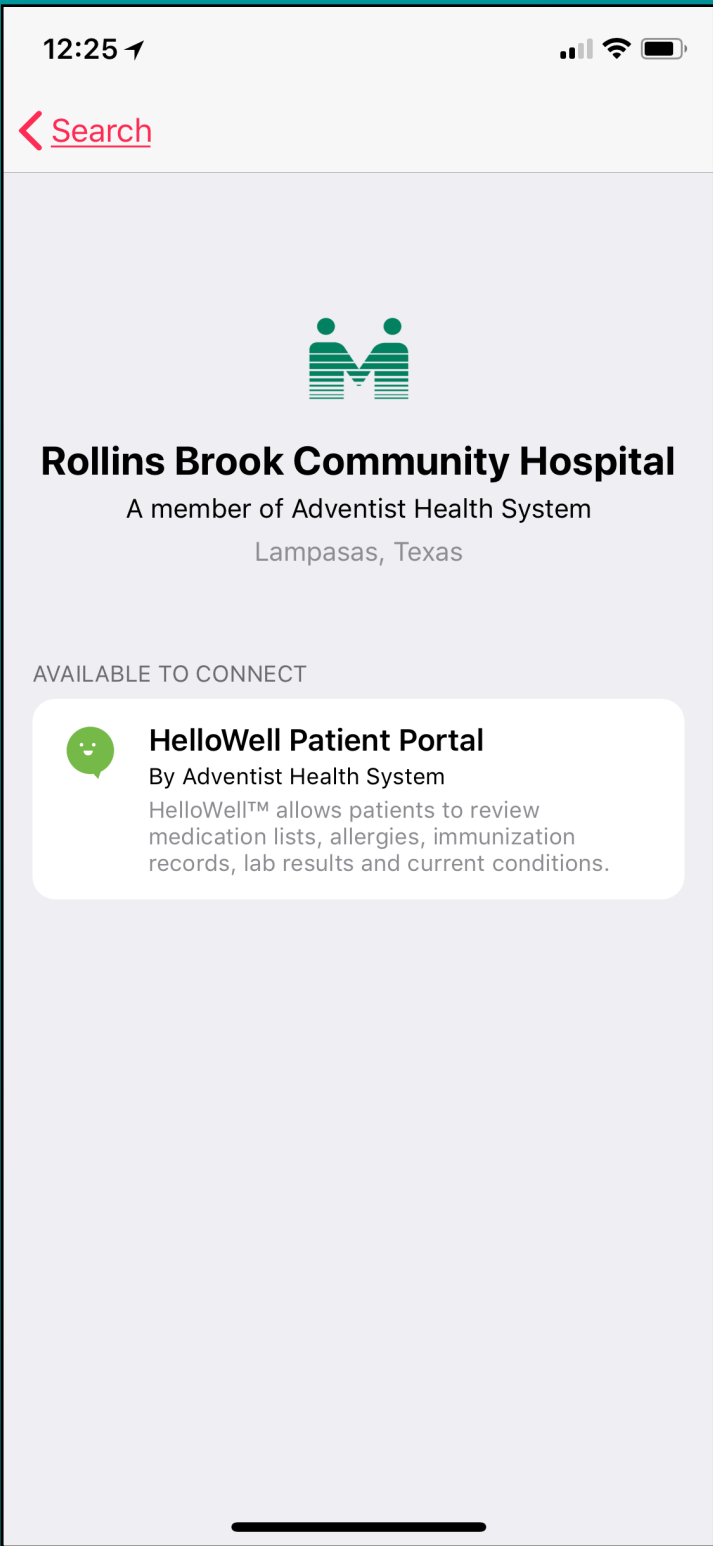 12:25
Search
Rollins Brook Community Hospital
A member of Adventist Health System
Lampasas, Texas
AVAILABLE TO CONNECT
HelloWell Patient Portal
By Adventist Health System
HelloWell™ allows patients to review
medication lists, allergies, immunization
records, lab results and current conditions.